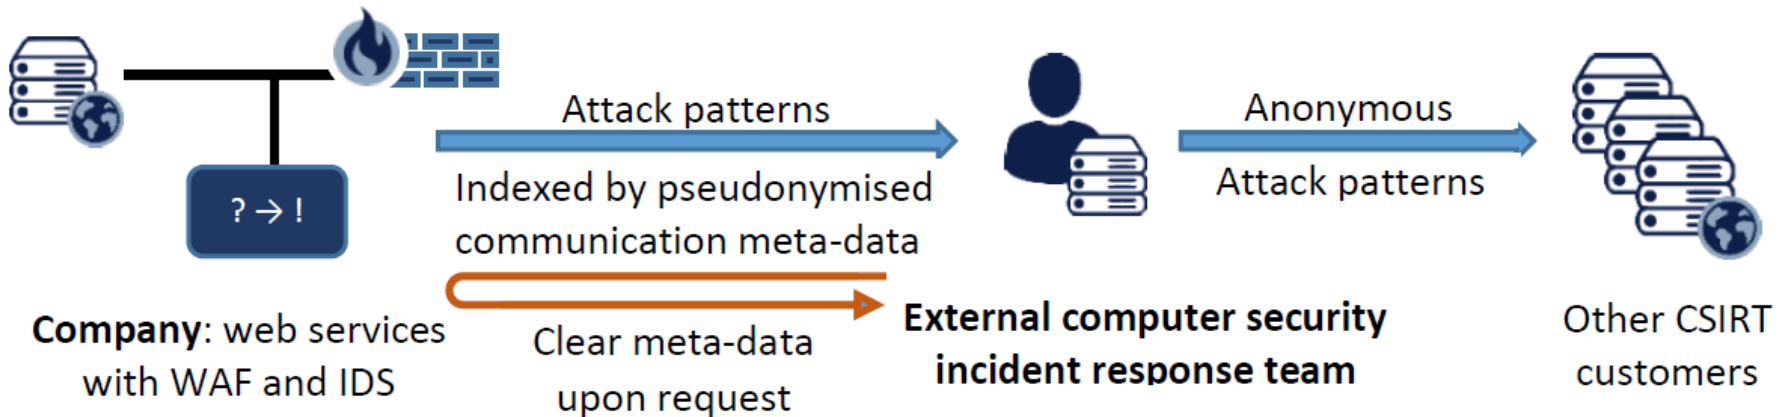 ? → !
Company: web services
with WAF and IDS
Attack patterns
Indexed by pseudonymised
communication meta-data
Clear meta-data
upon request
External computer security
incident response team
Anonymous
Attack patterns
Other CSIRT
customers